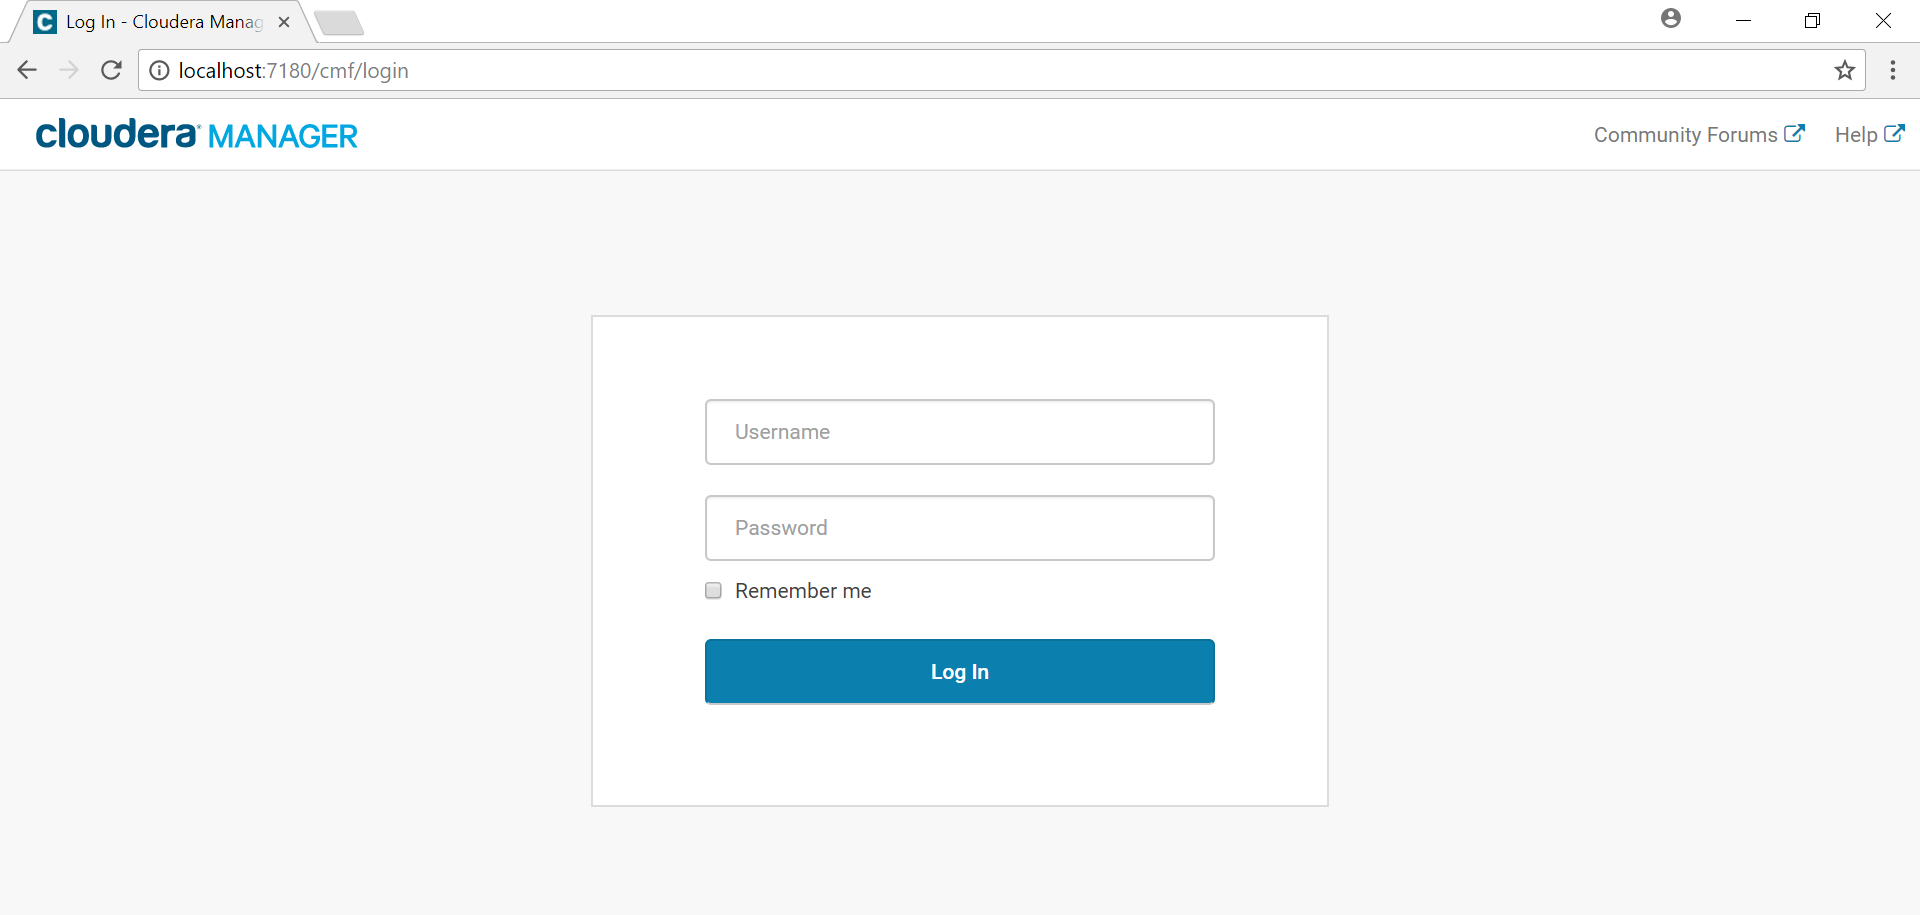 Log In - Cloudera Manag
localhost:7180/cmf/login
cloudera MANAGER
Community Forums
Help
Username
Password
Remember me
Log In